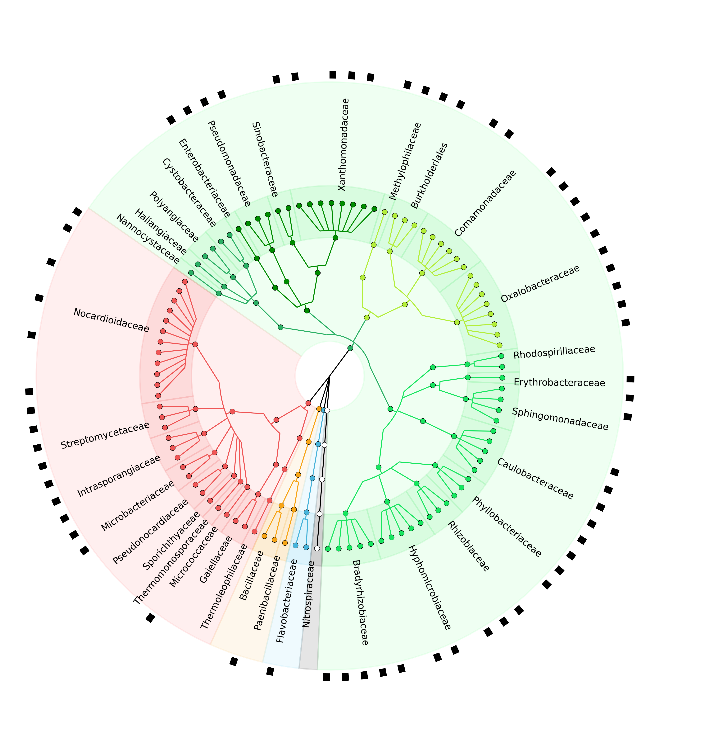 Xanthomonadaceae
Methylophilaceae
Burkholderiales
Comamonadaceae
Oxalobacteraceae
Rhodospirillaceae
Erythrobacteraceae
Sphingomonadaceae
Caulobacteraceae
Phyllobacteriaceae
Rhizobiaceae
Hyphomicrobiaceae
Bradyrhizobiaceae
Nitrospiraceae
Flavobacteriaceae
Paenibacillaceae
Bacillaceae
Thermoleophilaceae
Gaiellaceae
Micrococcaceae
Thermomonosporaceae
Sporichthyaceae
Pseudonocardiaceae
Microbacteriaceae
Intrasporangiaceae
Streptomycetaceae
Nocardioidaceae
Nannocystaceae
Haliangiaceae
Polyangiaceae
Cystobacteraceae
Enterobacteriaceae
Pseudomonadaceae
Sinobacteraceae